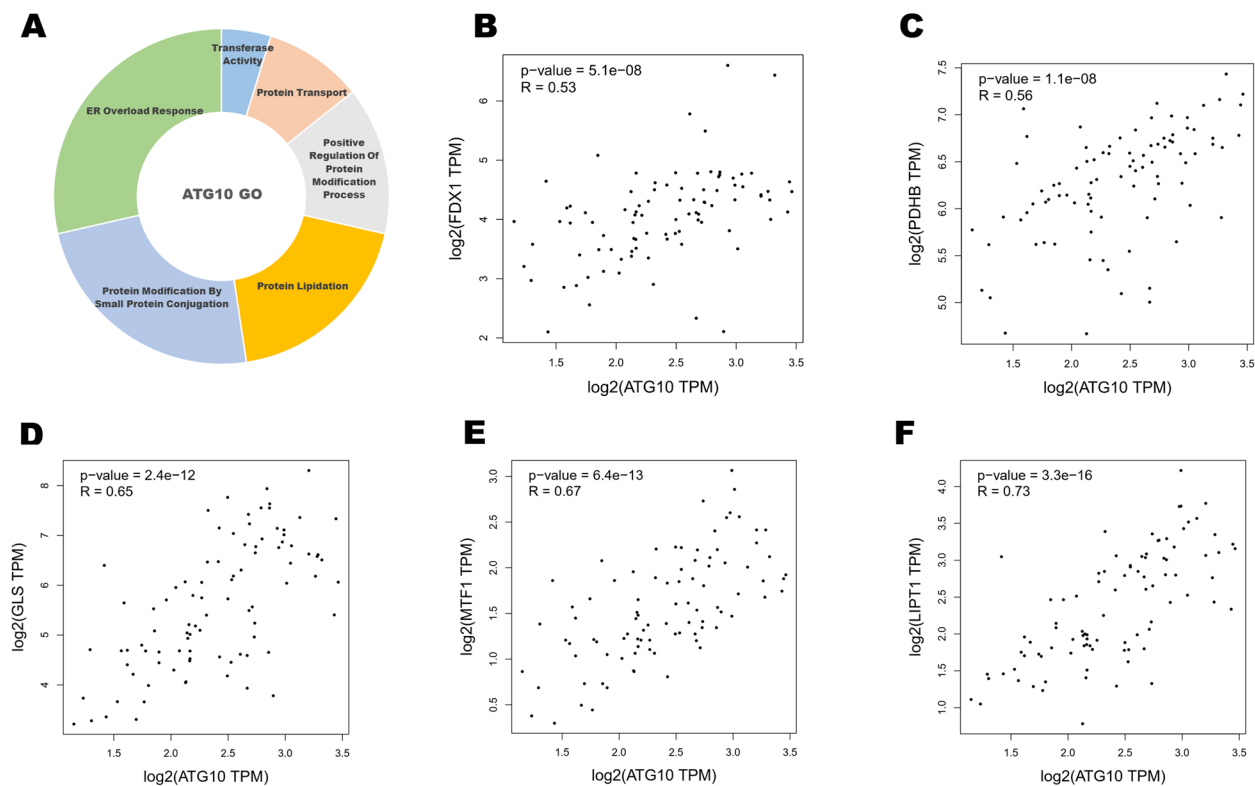 A
Transferase
Activity
Protein Transport
ER Overload Response
Positive
Regulation Of
Protein
Modification
Process
ATG10 GO
Protein Lipidation
Protein Modification By
Small Protein Conjugation
B
p−value = 5.1e−08
R = 0.53
log2(FDX1 TPM)
6
5
4
3
2
1.5 2.0 2.5 3.0 3.5
log2(ATG10 TPM)
C
p−value = 1.1e−08
R = 0.56
log2(PDHB TPM)
7.5
7.0
6.5
6.0
5.5
5.0
1.5 2.0 2.5 3.0 3.5
log2(ATG10 TPM)
D
p−value = 2.4e−12
R = 0.65
log2(GLS TPM)
8
7
6
5
4
1.5 2.0 2.5 3.0 3.5
log2(ATG10 TPM)
E
p−value = 6.4e−13
R = 0.67
log2(MTF1 TPM)
3.0
2.5
2.0
1.5
1.0
0.5
1.5 2.0 2.5 3.0 3.5
log2(ATG10 TPM)
F
p−value = 3.3e−16
R = 0.73
log2(LIPT1 TPM)
4.0
3.5
3.0
2.5
2.0
1.5
1.0
1.5 2.0 2.5 3.0 3.5
log2(ATG10 TPM)